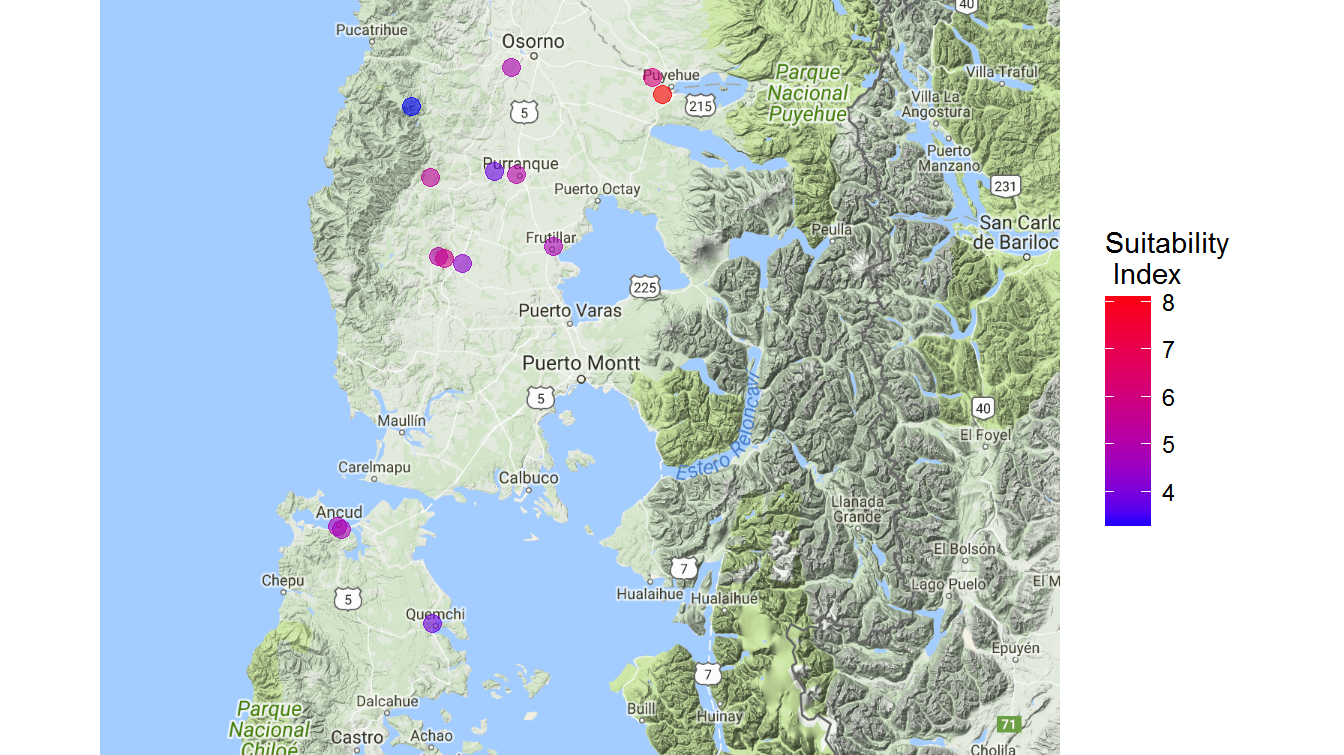 40
Pucatrihue
Osorno
Puyehue
Parque
Nacional
Puyehue
Villa Traful
215
Villa La
Angostura
5
Purranque
Puerto
Manzano
Puerto Octay
231
San Carlo
de Bariloc
Peulla
Frutillar
225
Puerto Varas
Puerto Montt
5
40
Maullín
El Foyel
Carelmapu
Estero Reloncaví
Calbuco
Ancud
Llanada
Grande
El Bolsón
7
Chepu
Hualaihue
Hualaihué
Lago Puelo
El M
5
Quemchi
Epuyén
7
Dalcahue
Parque
Nacional
Chiloé
Buill
Huinay
71
Castro
Achao
Cholila
Suitability
Index
8
7
6
5
4